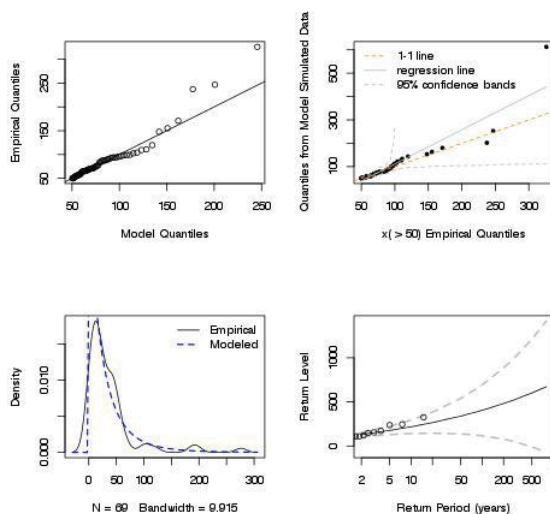 Empirical Quantiles
50 150 250
50 100 150 200 250
Model Quantiles
Quantiles from Model Simulated Data
100 300 500
1-1 line
regression line
95% confidence bands
50 100 150 200 250 300
x( > 50) Empirical Quantiles
Density
0.000 0.010
Empirical
Modeled
0 50 100 200 300
N = 69 Bandwidth = 9.915
Return Level
0 500 1000
2 5 10 50 200 500
Return Period (years)